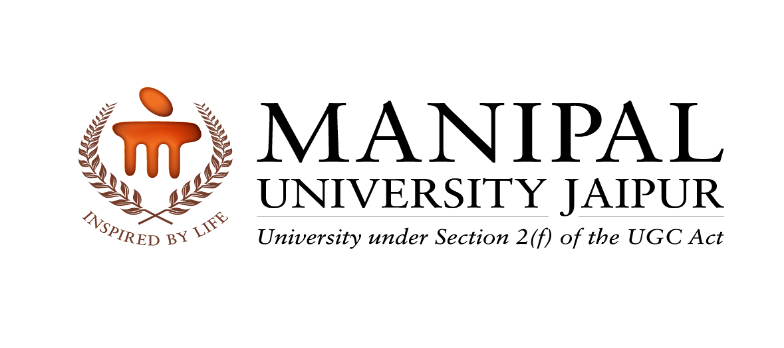 MANIPAL
UNIVERSITY JAIPUR
University under Section 2(f) of the UGC Act
INSPIRED BY LIFE